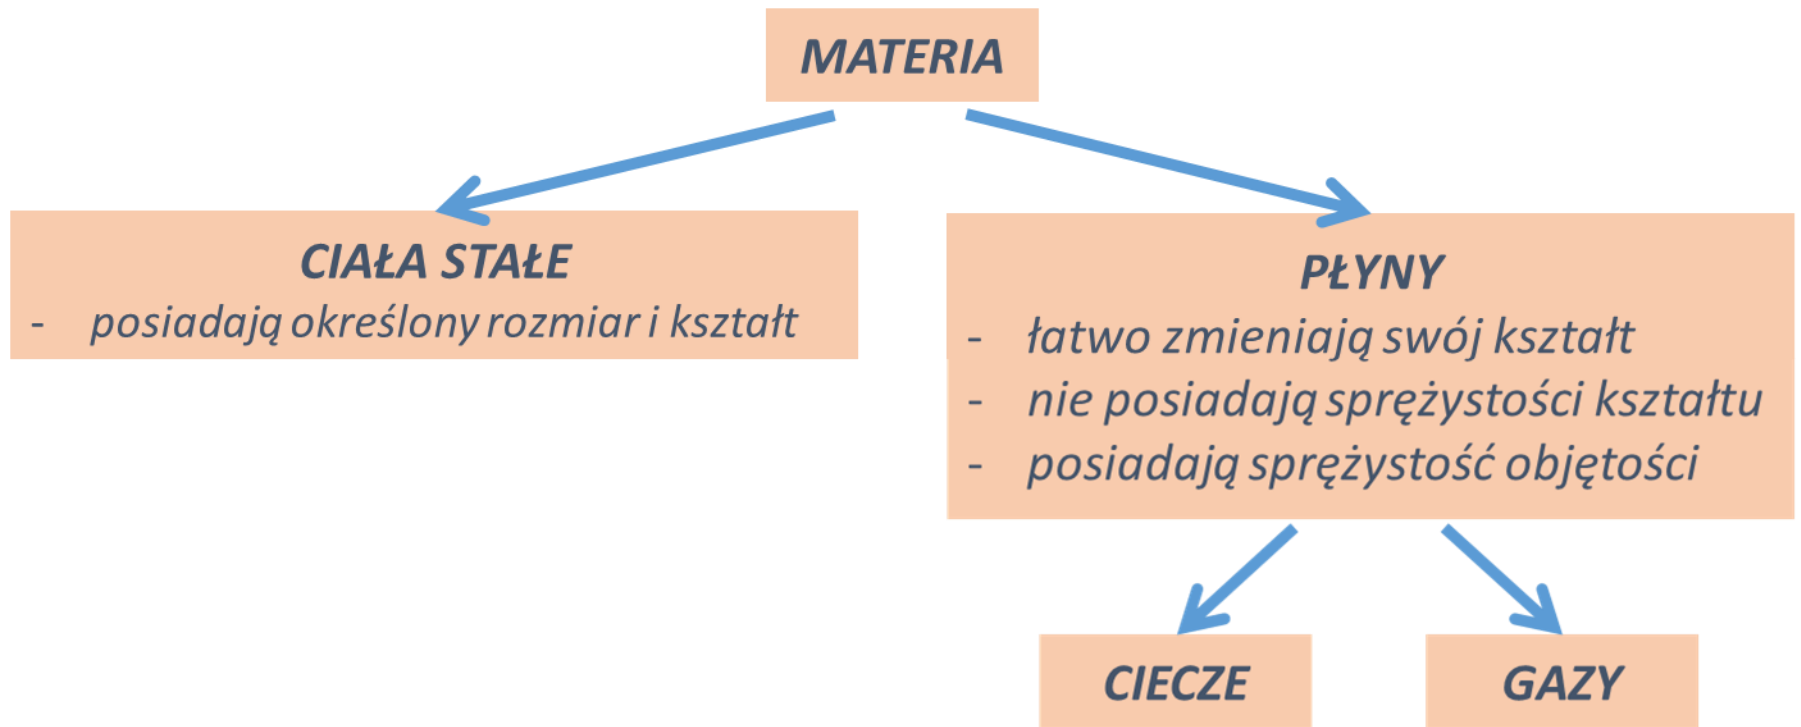 MATERIA
CIAŁA STAŁE
- posiadają określony rozmiar i kształt
PŁYNY
- łatwo zmieniają swój kształt
- nie posiadają sprężystości kształtu
- posiadają sprężystość objętości
CIECZE
GAZY